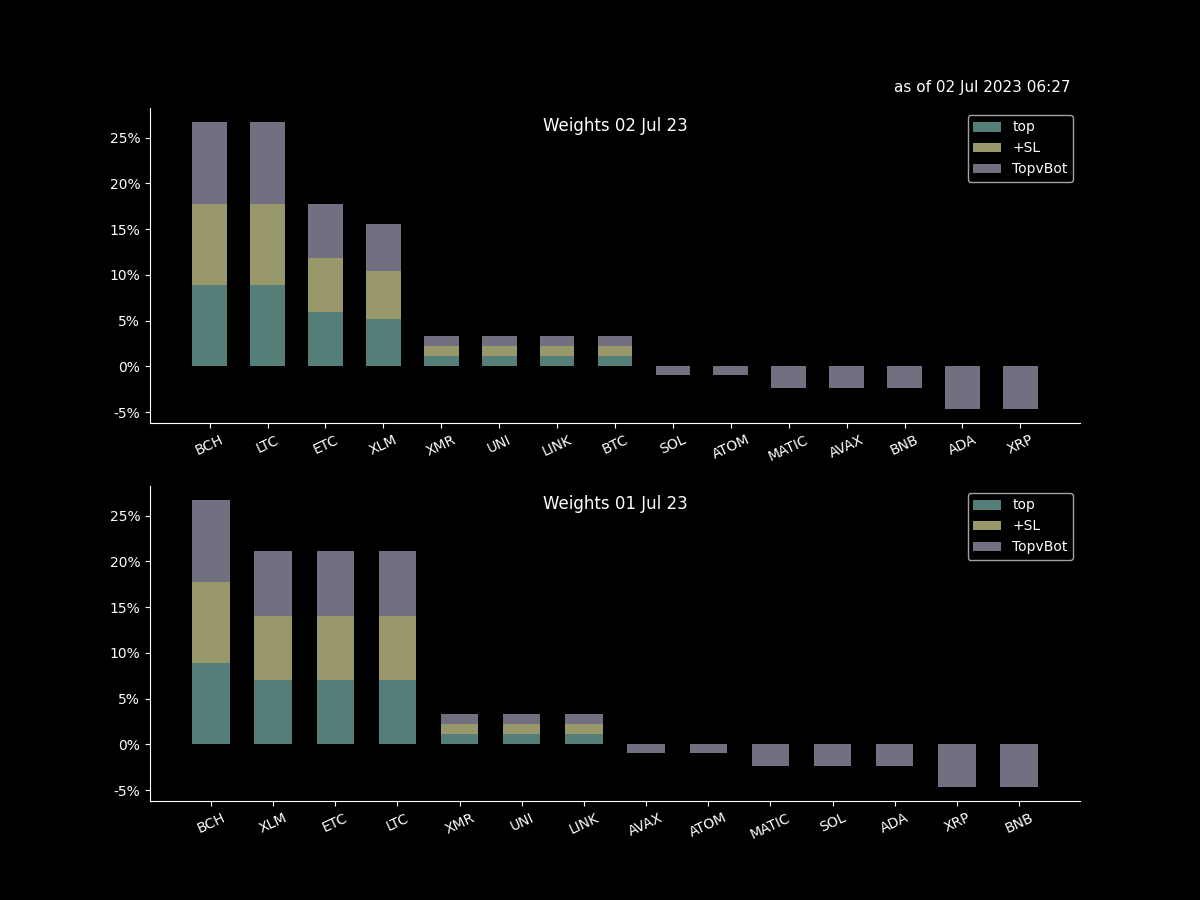 as of 02 Jul 2023 06:27
Weights 02 Jul 23
top
+SL
TopvBot
25%
20%
15%
10%
5%
0%
-5%
BCH LTC ETC XLM XMR UNI LINK BTC SOL ATOM MATIC AVAX BNB ADA XRP
Weights 01 Jul 23
top
+SL
TopvBot
25%
20%
15%
10%
5%
0%
-5%
BCH XLM ETC LTC XMR UNI LINK AVAX ATOM MATIC SOL ADA XRP BNB